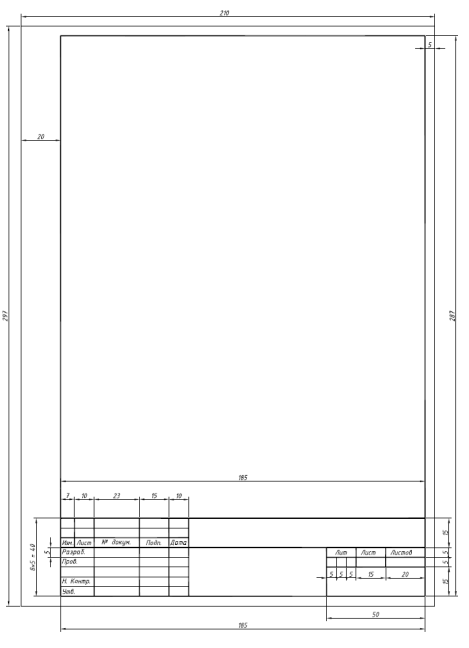 210
5
20
297
287
185
7 10 23 15 10
15
Изм. Лист № докум. Подп. Дата
Разраб.
Пров.
Н. Контр.
Утв.
8×5 = 40
5
Лит Лист Листов
5
5
5 5 5 15 20
15
50
185